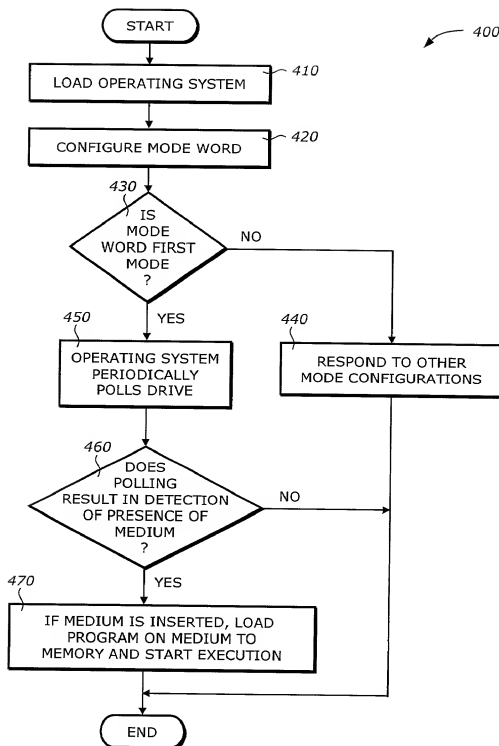 START
400
LOAD OPERATING SYSTEM
410
CONFIGURE MODE WORD
420
430
IS
MODE
WORD FIRST
MODE
?
NO
YES
450
OPERATING SYSTEM
PERIODICALLY
POLLS DRIVE
440
RESPOND TO OTHER
MODE CONFIGURATIONS
460
DOES
POLLING
RESULT IN DETECTION
OF PRESENCE OF
MEDIUM
?
NO
YES
470
IF MEDIUM IS INSERTED, LOAD
PROGRAM ON MEDIUM TO
MEMORY AND START EXECUTION
END